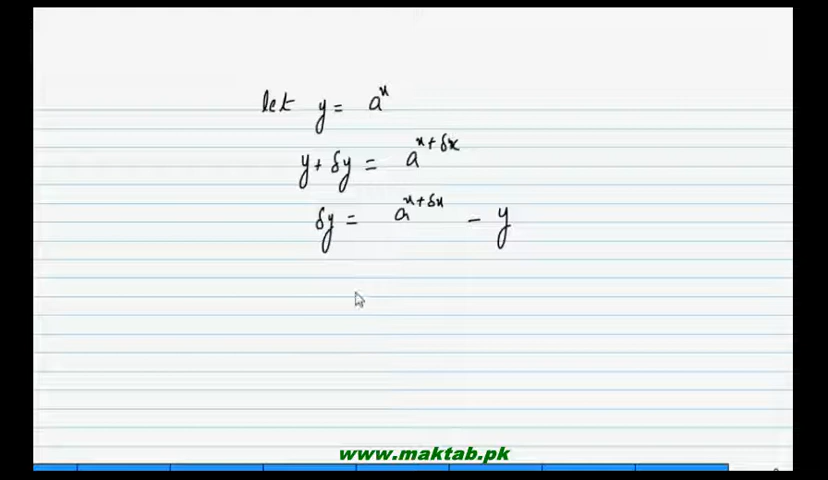 let y = a^x
y + δy = a^{x + δx}
δy = a^{x + δx} - y
www.maktab.pk